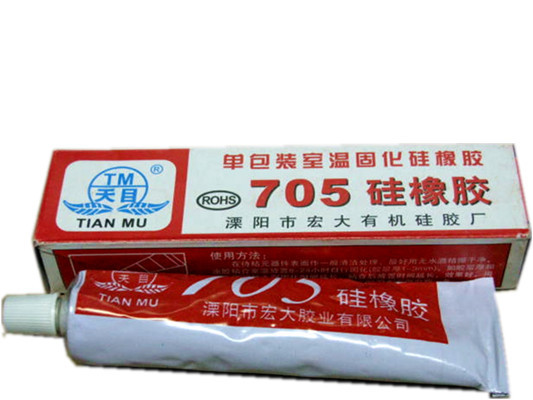 TM
天目
®
TIAN MU
单包装室温固化硅橡胶
ROHS
705 硅橡胶
溧阳市宏大有机硅胶厂
使用方法:
天目
TIAN MU
705 硅橡胶
溧阳市宏大胶业有限公司